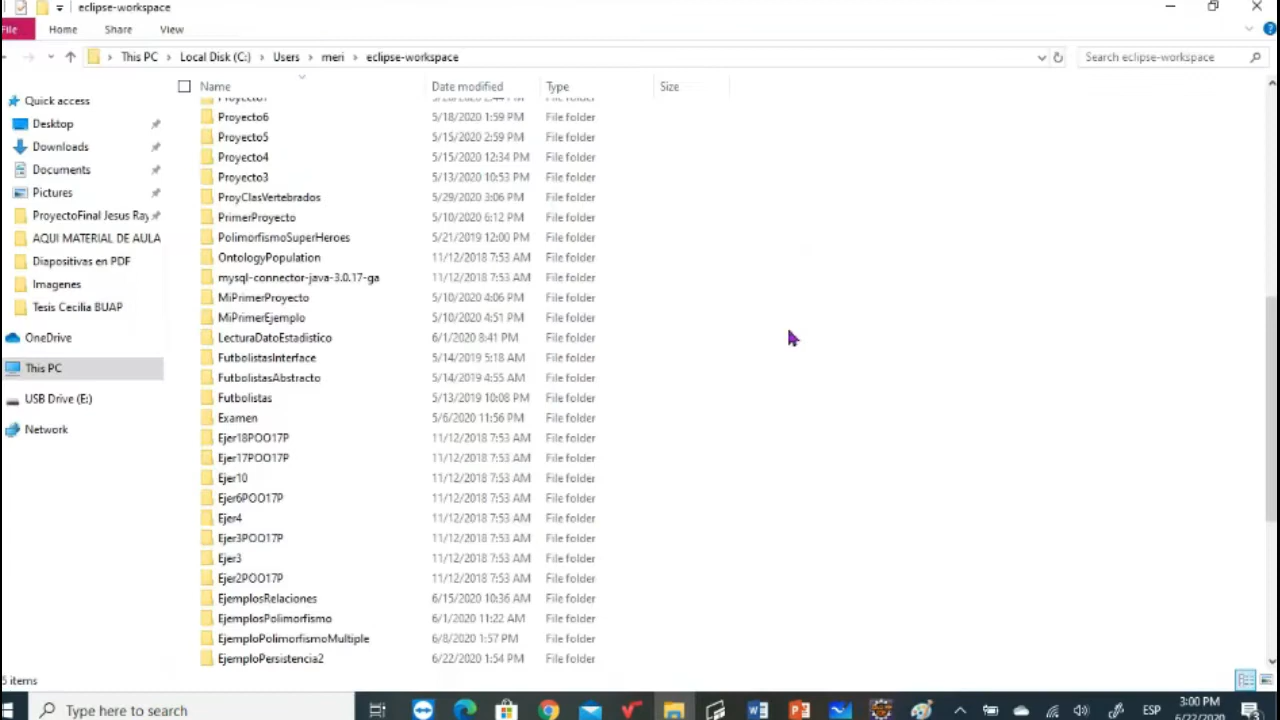 eclipse-workspace
File Home Share View
This PC > Local Disk (C:) > Users > meri > eclipse-workspace
Search eclipse-workspace
Name Date modified Type Size
Quick access
Desktop
Downloads
Documents
Pictures
ProyectoFinal Jesus Ray
AQUI MATERIAL DE AULA
Diapositivas en PDF
Imagenes
Tesis Cecilia BUAP
OneDrive
This PC
USB Drive (E:)
Network
Proyecto6 5/18/2020 1:59 PM File folder
Proyecto5 5/15/2020 2:59 PM File folder
Proyecto4 5/15/2020 12:34 PM File folder
Proyecto3 5/13/2020 10:53 PM File folder
ProyClasVertebrados 5/29/2020 3:06 PM File folder
PrimerProyecto 5/10/2020 6:12 PM File folder
PolimorfismoSuperHeroes 5/21/2019 12:00 PM File folder
OntologyPopulation 11/12/2018 7:53 AM File folder
mysql-connector-java-3.0.17-ga 11/12/2018 7:53 AM File folder
MiPrimerProyecto 5/10/2020 4:06 PM File folder
MiPrimerEjemplo 5/10/2020 4:51 PM File folder
LecturaDatoEstadistico 6/1/2020 8:41 PM File folder
FutbolistasInterface 5/14/2019 5:18 AM File folder
FutbolistasAbstracto 5/14/2019 4:55 AM File folder
Futbolistas 5/13/2019 10:08 PM File folder
Examen 5/6/2020 11:56 PM File folder
Ejer18POO17P 11/12/2018 7:53 AM File folder
Ejer17POO17P 11/12/2018 7:53 AM File folder
Ejer10 11/12/2018 7:53 AM File folder
Ejer6POO17P 11/12/2018 7:53 AM File folder
Ejer4 11/12/2018 7:53 AM File folder
Ejer3POO17P 11/12/2018 7:53 AM File folder
Ejer3 11/12/2018 7:53 AM File folder
Ejer2POO17P 11/12/2018 7:53 AM File folder
EjemplosRelaciones 6/15/2020 10:36 AM File folder
EjemplosPolimorfismo 6/1/2020 11:22 AM File folder
EjemploPolimorfismoMultiple 6/8/2020 1:57 PM File folder
EjemploPersistencia2 6/22/2020 1:54 PM File folder
items
Type here to search
ESP
3:00 PM
6/22/2020